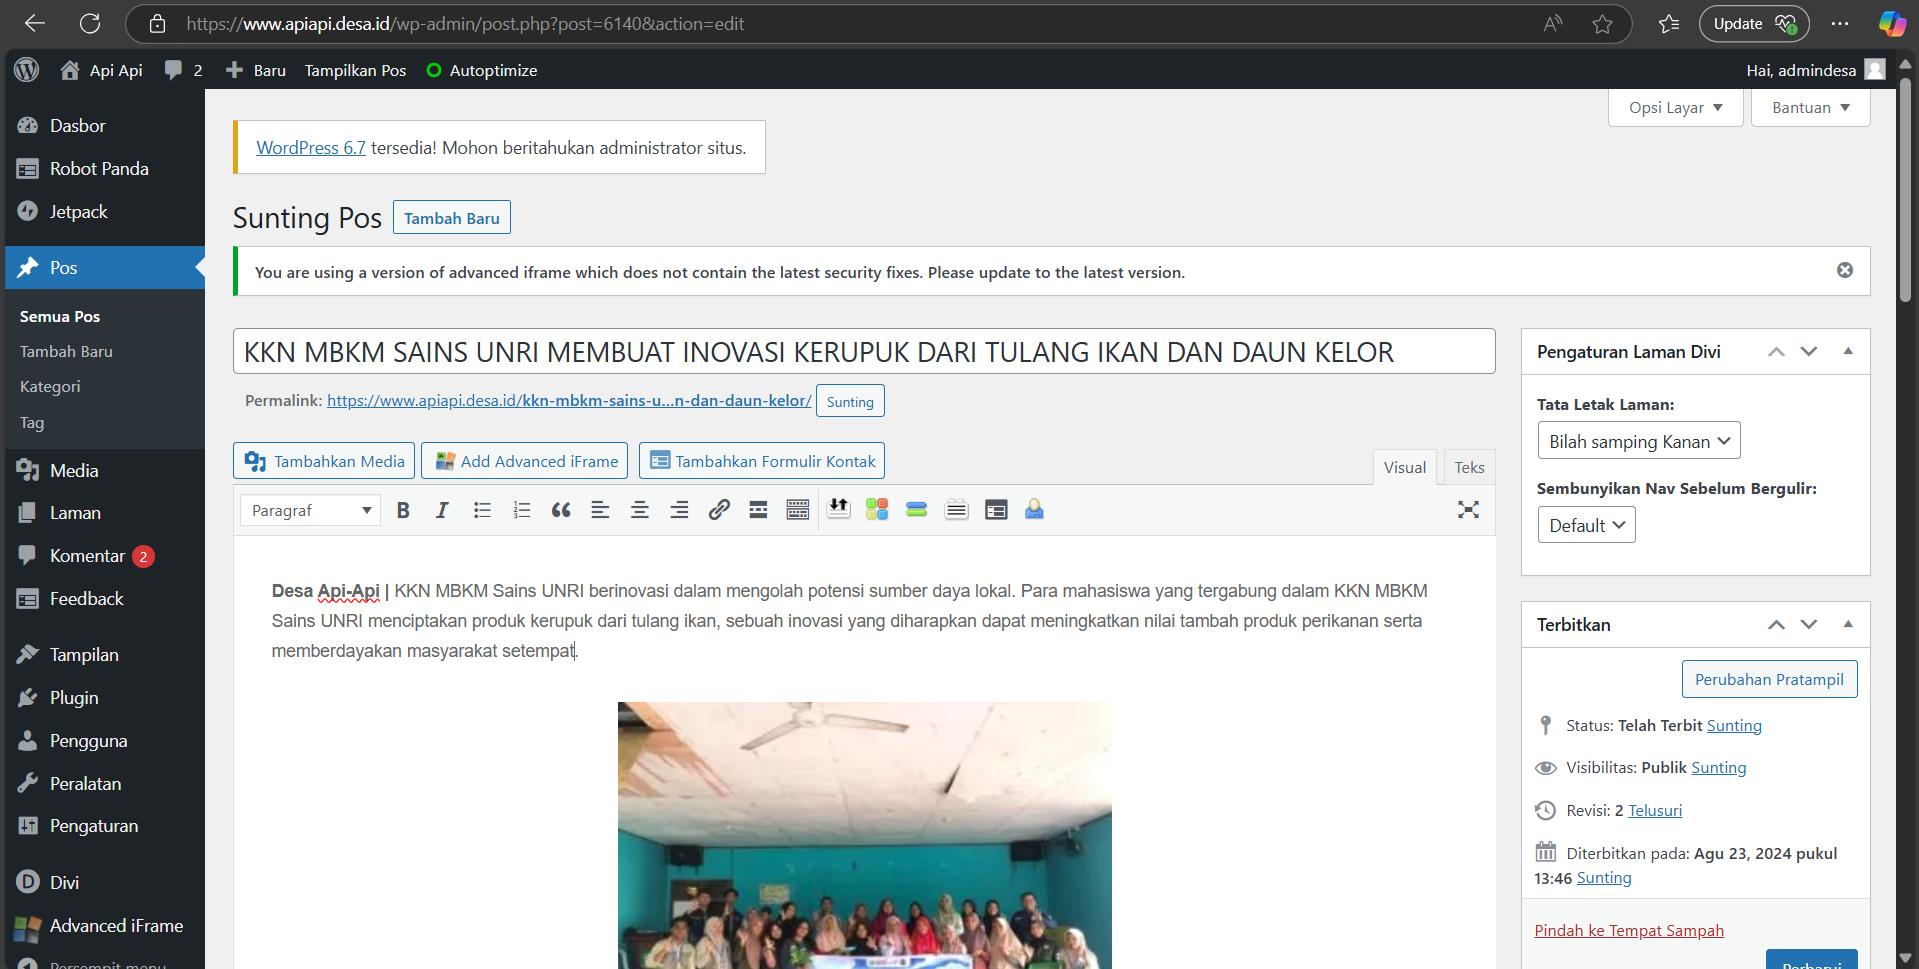 https://www.apiapi.desa.id/wp-admin/post.php?post=6140&action=edit
Update
Api Api
2
Baru
Tampilkan Pos
Autoptimize
Hai, admindesa
Opsi Layar
Bantuan
Dasbor
Robot Panda
Jetpack
Pos
Semua Pos
Tambah Baru
Kategori
Tag
Media
Laman
Komentar 2
Feedback
Tampilan
Plugin
Pengguna
Peralatan
Pengaturan
Divi
Advanced iFrame
Persempit menu
WordPress 6.7 tersedia! Mohon beritahukan administrator situs.
Sunting Pos
Tambah Baru
You are using a version of advanced iframe which does not contain the latest security fixes. Please update to the latest version.
KKN MBKM SAINS UNRI MEMBUAT INOVASI KERUPUK DARI TULANG IKAN DAN DAUN KELOR
Permalink: https://www.apiapi.desa.id/kkn-mbkm-sains-u…n-dan-daun-kelor/ Sunting
Tambahkan Media
Add Advanced iFrame
Tambahkan Formulir Kontak
Visual
Teks
Paragraf
Desa Api-Api | KKN MBKM Sains UNRI berinovasi dalam mengolah potensi sumber daya lokal. Para mahasiswa yang tergabung dalam KKN MBKM
Sains UNRI menciptakan produk kerupuk dari tulang ikan, sebuah inovasi yang diharapkan dapat meningkatkan nilai tambah produk perikanan serta
memberdayakan masyarakat setempat.
Pengaturan Laman Divi
Tata Letak Laman:
Bilah samping Kanan
Sembunyikan Nav Sebelum Bergulir:
Default
Terbitkan
Perubahan Pratampil
Status: Telah Terbit Sunting
Visibilitas: Publik Sunting
Revisi: 2 Telusuri
Diterbitkan pada: Agu 23, 2024 pukul
13:46 Sunting
Pindah ke Tempat Sampah
Perbarui